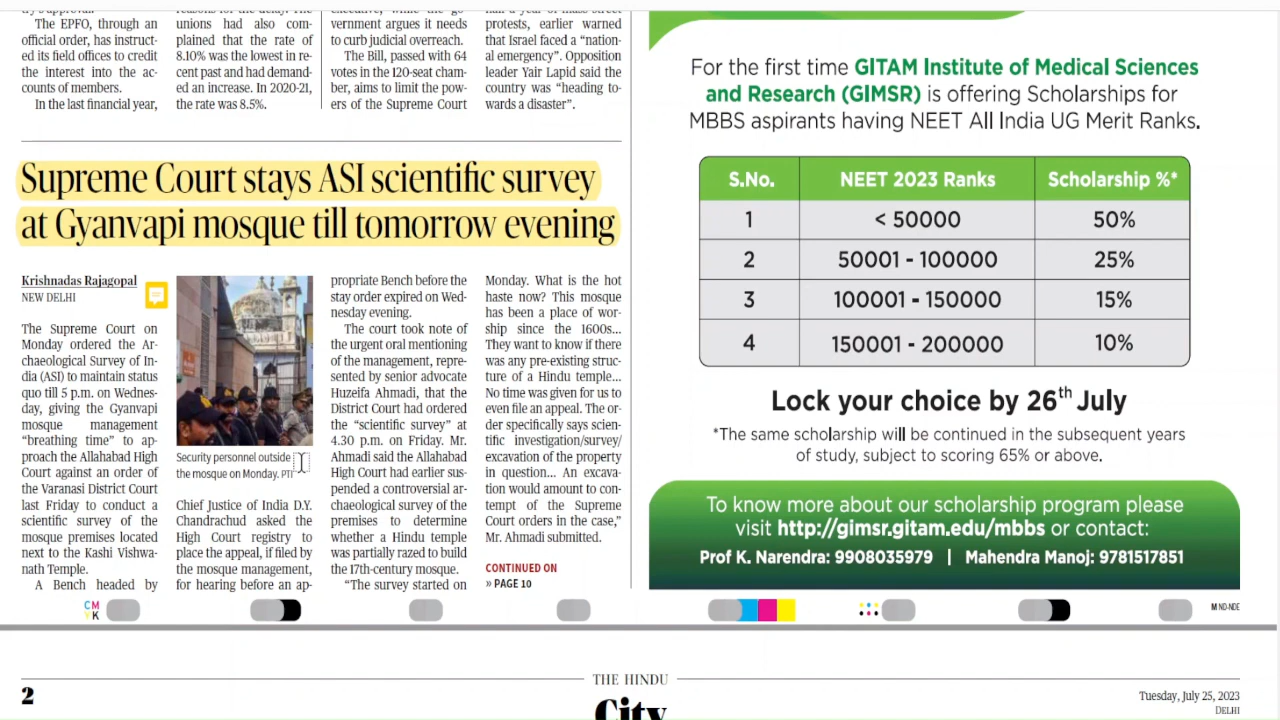 The EPFO, through an
official order, has instruct-
ed its field offices to credit
the interest into the ac-
counts of members.
In the last financial year,
unions had also com-
plained that the rate of
8.10% was the lowest in re-
cent past and had demand-
ed an increase. In 2020-21,
the rate was 8.5%.
vernment argues it needs
to curb judicial overreach.
The Bill, passed with 64
votes in the 120-seat cham-
ber, aims to limit the pow-
ers of the Supreme Court
protests, earlier warned
that Israel faced a “nation-
al emergency”. Opposition
leader Yair Lapid said the
country was “heading to-
wards a disaster”.
Supreme Court stays ASI scientific survey
at Gyanvapi mosque till tomorrow evening
Krishnadas Rajagopal
NEW DELHI
The Supreme Court on
Monday ordered the Ar-
chaeological Survey of In-
dia (ASI) to maintain status
quo till 5 p.m. on Wednes-
day, giving the Gyanvapi
mosque management
“breathing time” to ap-
proach the Allahabad High
Court against an order of
the Varanasi District Court
last Friday to conduct a
scientific survey of the
mosque premises located
next to the Kashi Vishwa-
nath Temple.
A Bench headed by
Security personnel outside
the mosque on Monday. PTI
Chief Justice of India D.Y.
Chandrachud asked the
High Court registry to
place the appeal, if filed by
the mosque management,
for hearing before an ap-
propriate Bench before the
stay order expired on Wed-
nesday evening.
The court took note of
the urgent oral mentioning
of the management, repre-
sented by senior advocate
Huzeifa Ahmadi, that the
District Court had ordered
the “scientific survey” at
4.30 p.m. on Friday. Mr.
Ahmadi said the Allahabad
High Court had earlier sus-
pended a controversial ar-
chaeological survey of the
premises to determine
whether a Hindu temple
was partially razed to build
the 17th-century mosque.
“The survey started on
Monday. What is the hot
haste now? This mosque
has been a place of wor-
ship since the 1600s...
They want to know if there
was any pre-existing struc-
ture of a Hindu temple...
No time was given for us to
even file an appeal. The or-
der specifically says scien-
tific investigation/survey/
excavation of the property
in question... An excava-
tion would amount to con-
tempt of the Supreme
Court orders in the case,”
Mr. Ahmadi submitted.
CONTINUED ON
» PAGE 10
For the first time GITAM Institute of Medical Sciences
and Research (GIMSR) is offering Scholarships for
MBBS aspirants having NEET All India UG Merit Ranks.
S.No. NEET 2023 Ranks Scholarship %*
1 < 50000 50%
2 50001 - 100000 25%
3 100001 - 150000 15%
4 150001 - 200000 10%
Lock your choice by 26th July
*The same scholarship will be continued in the subsequent years
of study, subject to scoring 65% or above.
To know more about our scholarship program please
visit http://gimsr.gitam.edu/mbbs or contact:
Prof K. Narendra: 9908035979 | Mahendra Manoj: 9781517851
CM
YK
M ND-NDE
2
THE HINDU
City
Tuesday, July 25, 2023
DELHI